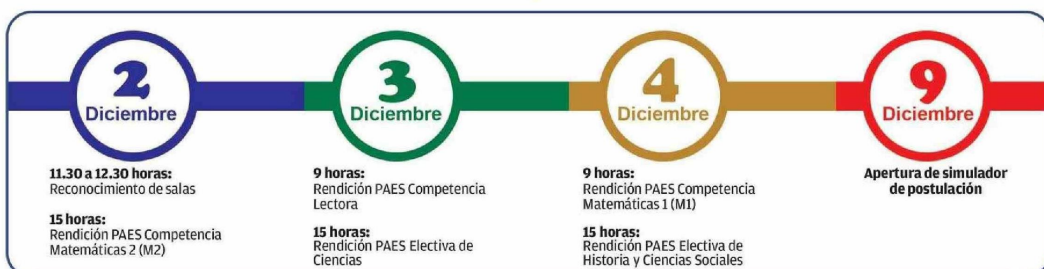 2
Diciembre
11.30 a 12.30 horas:
Reconocimiento de salas
15 horas:
Rendición PAES Competencia
Matemáticas 2 (M2)
3
Diciembre
9 horas:
Rendición PAES Competencia
Lectora
15 horas:
Rendición PAES Electiva de
Ciencias
4
Diciembre
9 horas:
Rendición PAES Competencia
Matemáticas 1 (M1)
15 horas:
Rendición PAES Electiva de
Historia y Ciencias Sociales
9
Diciembre
Apertura de simulador
de postulación